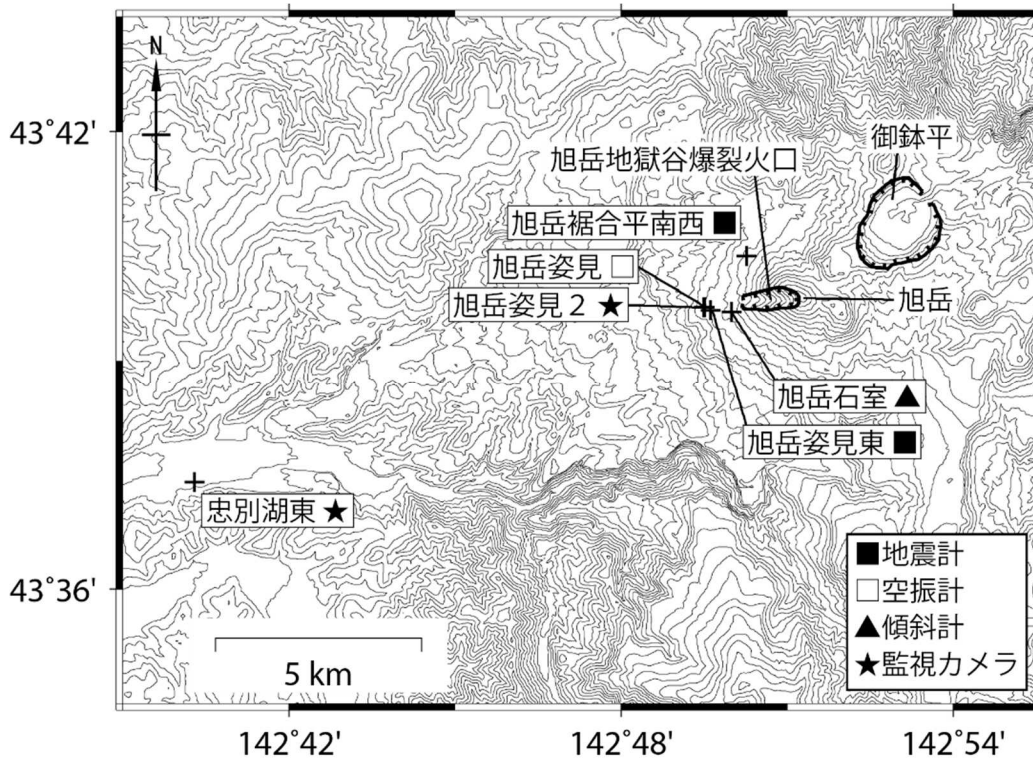 N
43°42'
御鉢平
旭岳地獄谷爆裂火口
旭岳裾合平南西 ■
旭岳姿見 □
旭岳姿見2 ★
旭岳
旭岳石室 ▲
旭岳姿見東 ■
忠別湖東 ★
43°36'
■地震計
□空振計
▲傾斜計
★監視カメラ
5 km
142°42'
142°48'
142°54'